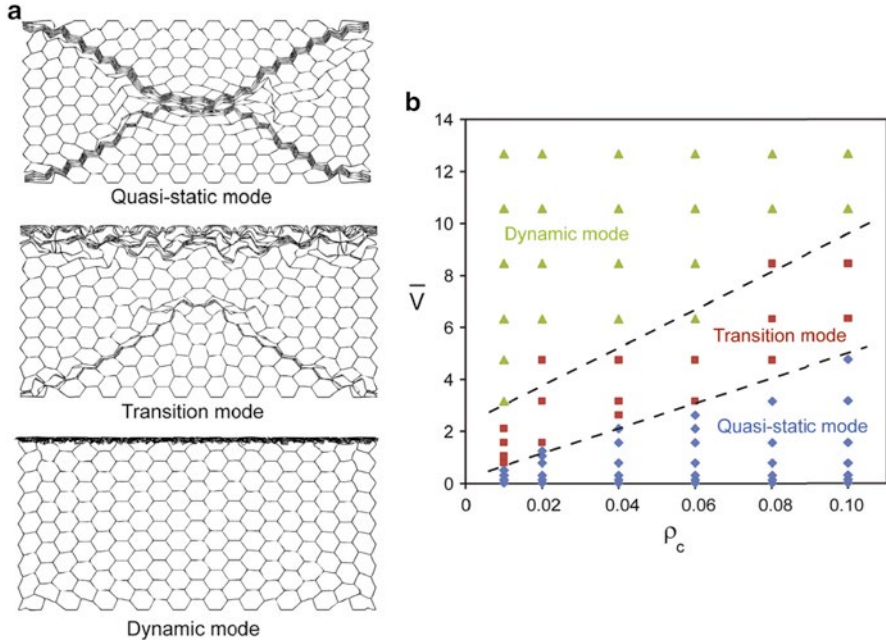 a
Quasi-static mode
Transition mode
Dynamic mode
b
14
12
10
8
6
4
2
0
V̅
Dynamic mode
Transition mode
Quasi-static mode
0 0.02 0.04 0.06 0.08 0.10
ρc